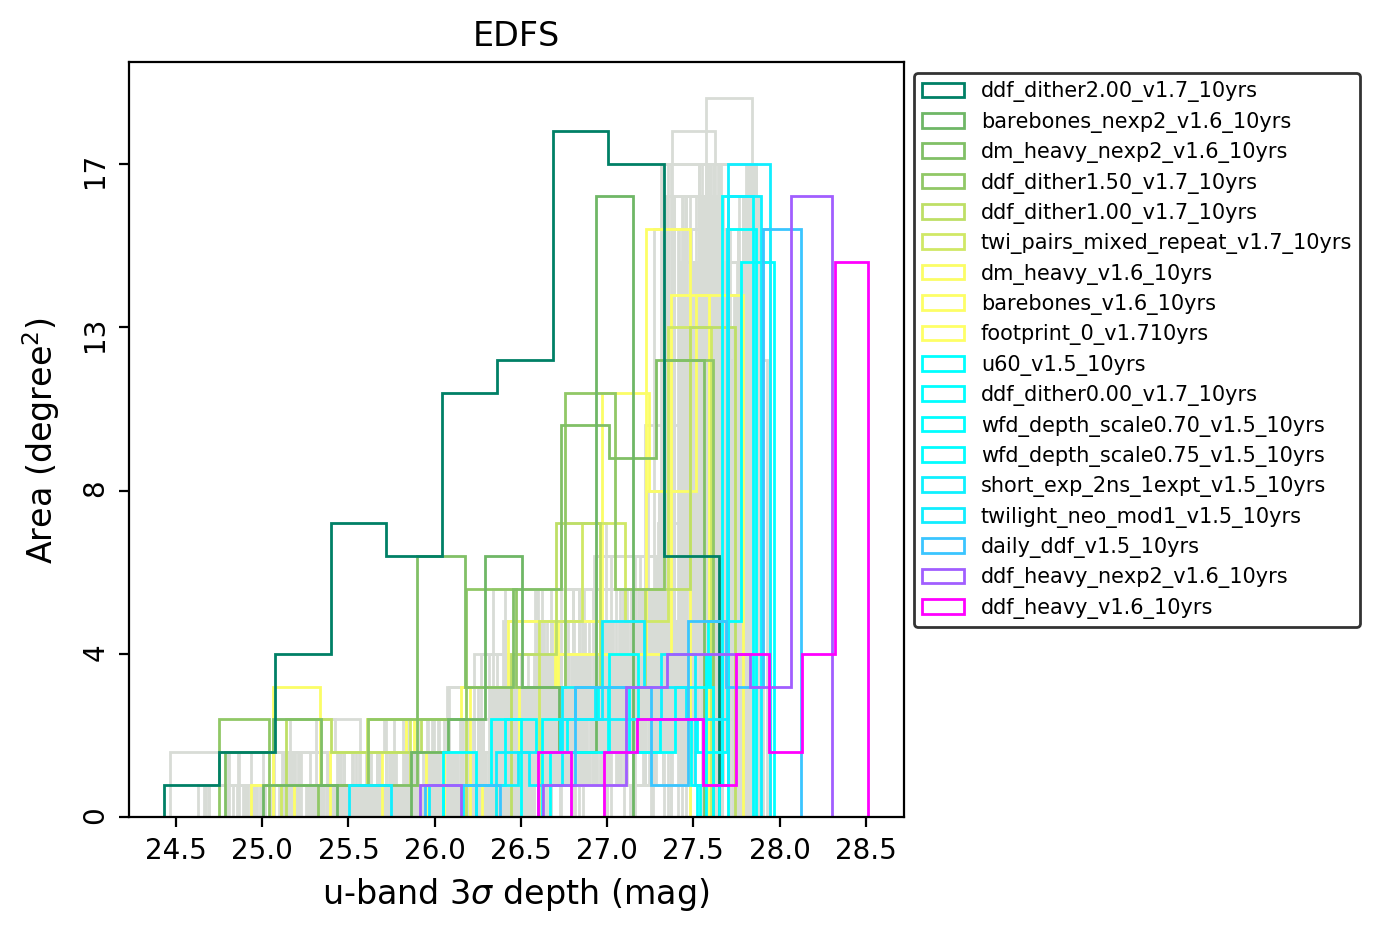 EDFS
Area (degree²)
17
13
8
4
0
24.5 25.0 25.5 26.0 26.5 27.0 27.5 28.0 28.5
u-band 3σ depth (mag)
ddf_dither2.00_v1.7_10yrs
barebones_nexp2_v1.6_10yrs
dm_heavy_nexp2_v1.6_10yrs
ddf_dither1.50_v1.7_10yrs
ddf_dither1.00_v1.7_10yrs
twi_pairs_mixed_repeat_v1.7_10yrs
dm_heavy_v1.6_10yrs
barebones_v1.6_10yrs
footprint_0_v1.710yrs
u60_v1.5_10yrs
ddf_dither0.00_v1.7_10yrs
wfd_depth_scale0.70_v1.5_10yrs
wfd_depth_scale0.75_v1.5_10yrs
short_exp_2ns_1expt_v1.5_10yrs
twilight_neo_mod1_v1.5_10yrs
daily_ddf_v1.5_10yrs
ddf_heavy_nexp2_v1.6_10yrs
ddf_heavy_v1.6_10yrs